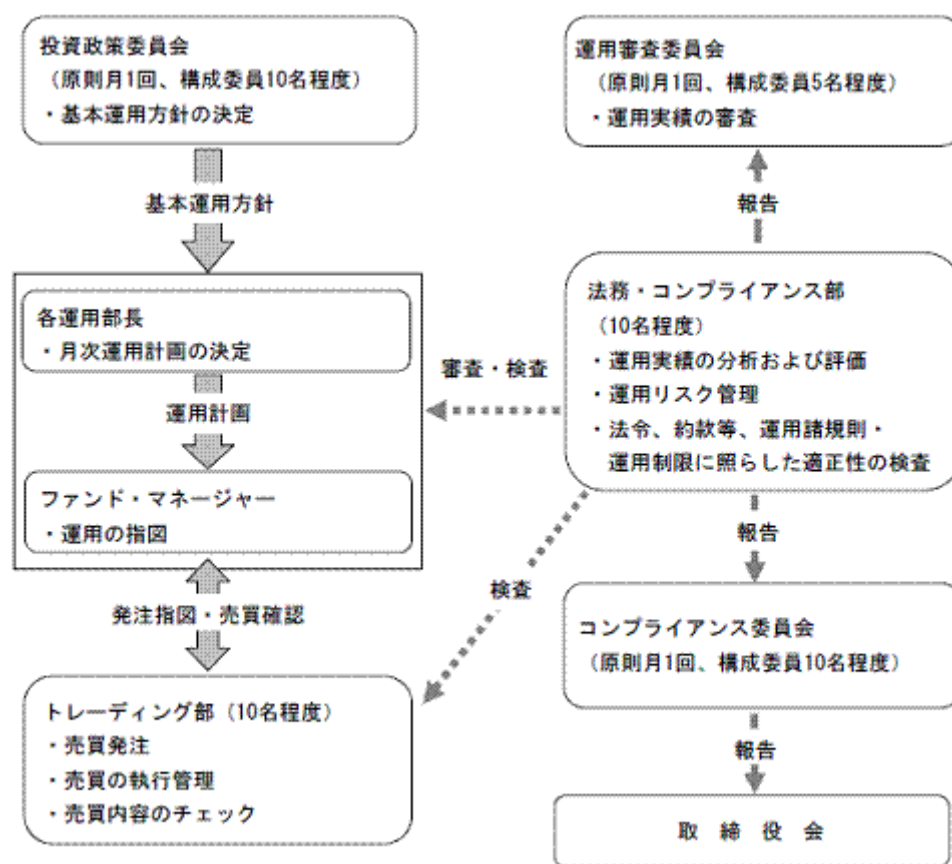 投資政策委員会
（原則月1回、構成委員10名程度）
・基本運用方針の決定
基本運用方針
各運用部長
・月次運用計画の決定
運用計画
ファンド・マネージャー
・運用の指図
発注指図・売買確認
トレーディング部（10名程度）
・売買発注
・売買の執行管理
・売買内容のチェック
運用審査委員会
（原則月1回、構成委員5名程度）
・運用実績の審査
報告
法務・コンプライアンス部
（10名程度）
・運用実績の分析および評価
・運用リスク管理
・法令、約款等、運用諸規則・
運用制限に照らした適正性の検査
審査・検査
検査
報告
コンプライアンス委員会
（原則月1回、構成委員10名程度）
報告
取 締 役 会